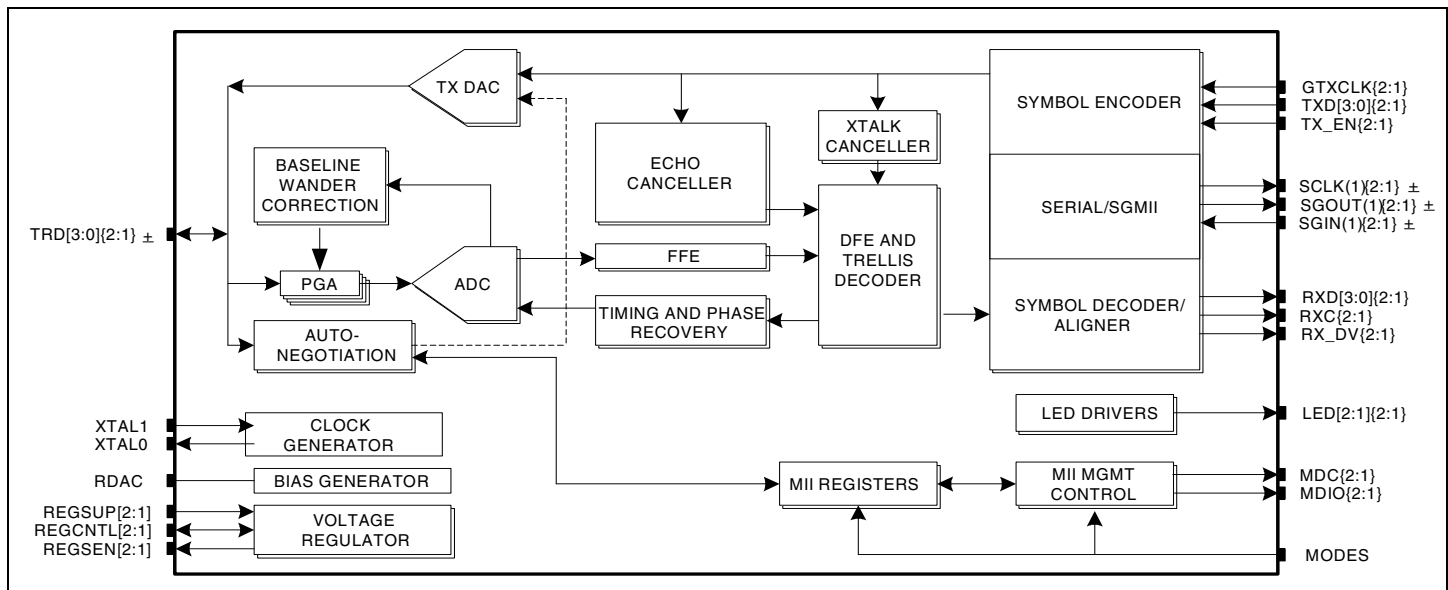 TX DAC
SYMBOL ENCODER
GTXCLK{2:1}
TXD[3:0]{2:1}
TX_EN{2:1}
BASELINE
WANDER
CORRECTION
ECHO
CANCELLER
XTALK
CANCELLER
SERIAL/SGMII
SCLK(1){2:1} ±
SGOUT(1){2:1} ±
SGIN(1){2:1} ±
TRD[3:0]{2:1} ±
PGA
ADC
FFE
DFE AND
TRELLIS
DECODER
TIMING AND PHASE
RECOVERY
SYMBOL DECODER/
ALIGNER
RXD[3:0]{2:1}
RXC{2:1}
RX_DV{2:1}
AUTO-
NEGOTIATION
XTAL1
XTAL0
CLOCK
GENERATOR
LED DRIVERS
LED[2:1]{2:1}
RDAC
BIAS GENERATOR
MII REGISTERS
MII MGMT
CONTROL
MDC{2:1}
MDIO{2:1}
REGSUP[2:1]
REGCNTL[2:1]
REGSEN[2:1]
VOLTAGE
REGULATOR
MODES